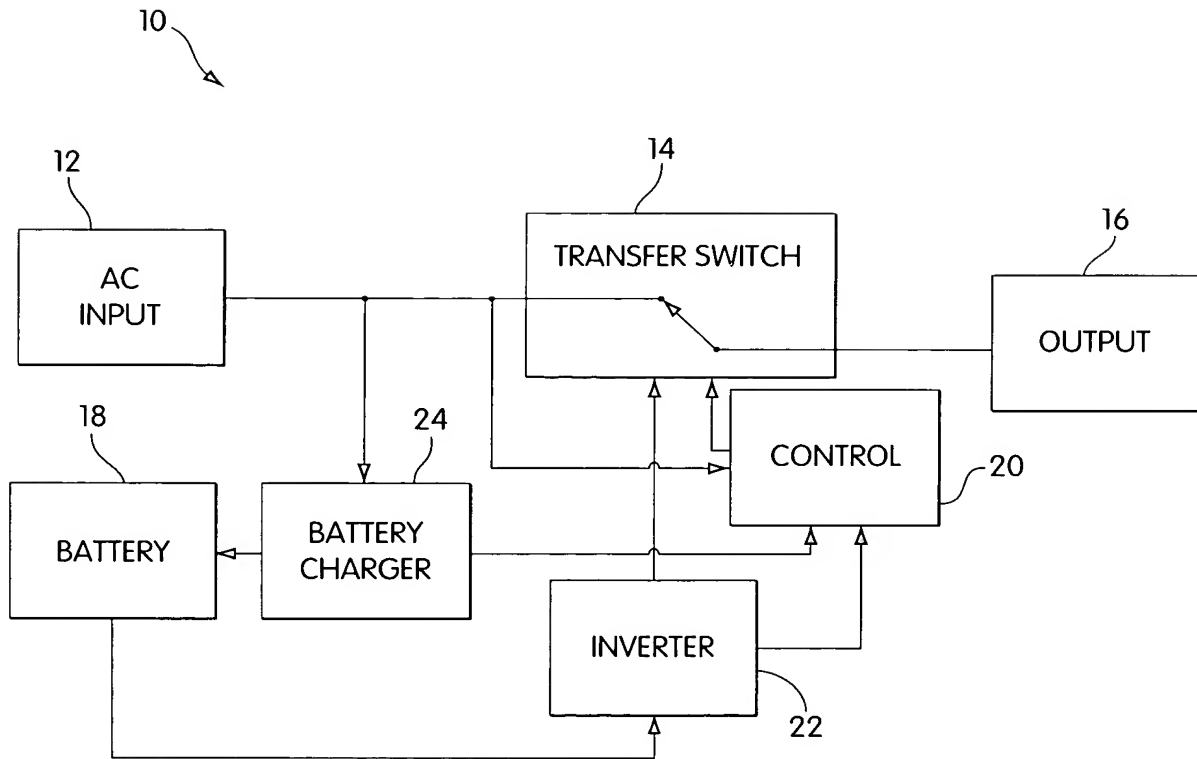 10
12
14
16
AC
INPUT
TRANSFER SWITCH
OUTPUT
18
24
CONTROL
20
BATTERY
BATTERY
CHARGER
INVERTER
22